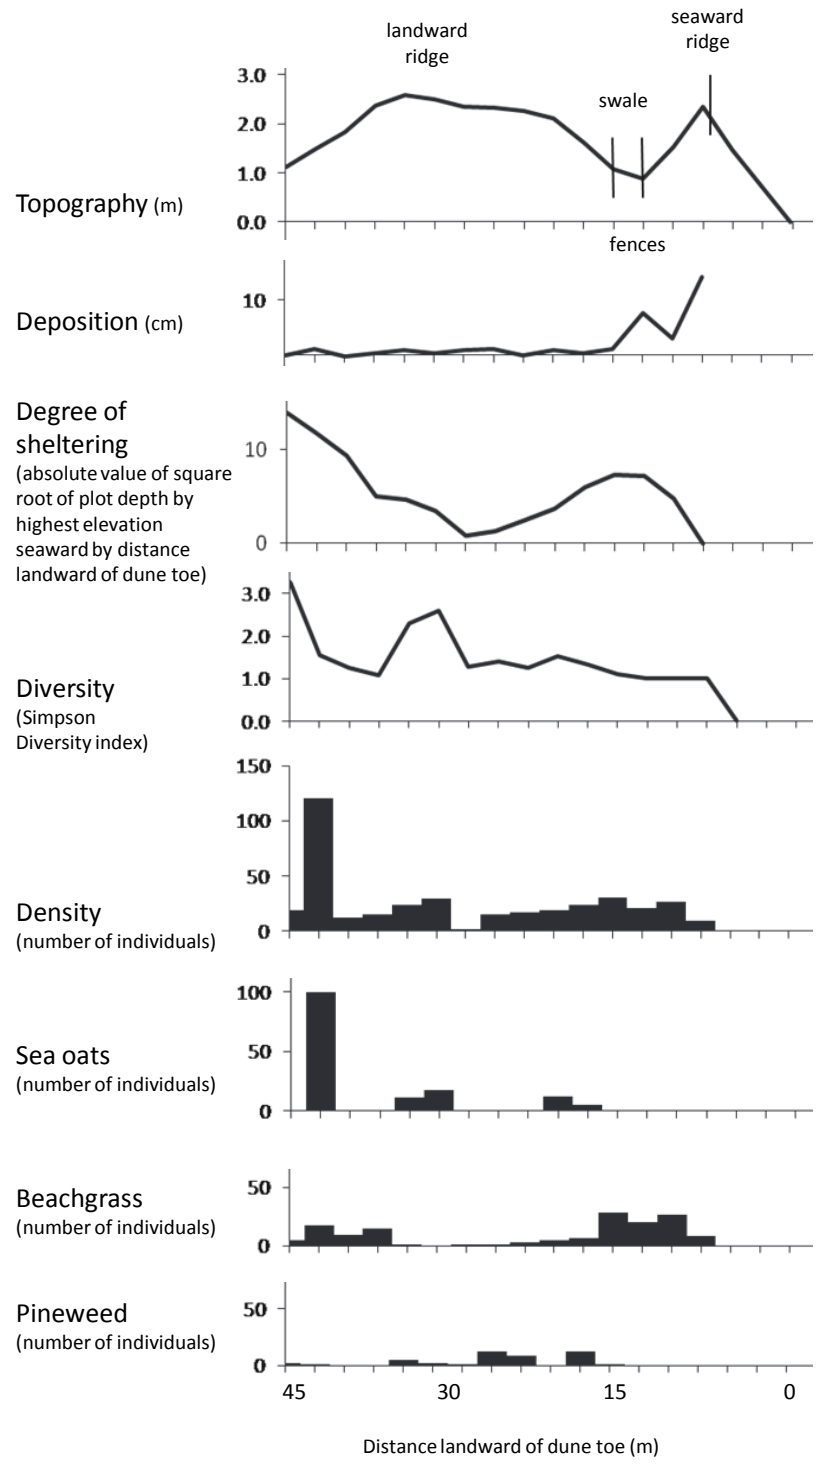 landward
ridge
seaward
ridge
swale
3.0
2.0
1.0
0.0
Topography (m)
fences
10
Deposition (cm)
Degree of
sheltering
(absolute value of square
root of plot depth by
highest elevation
seaward by distance
landward of dune toe)
10
0
3.0
2.0
1.0
0.0
Diversity
(Simpson
Diversity index)
150
100
50
0
Density
(number of individuals)
100
50
0
Sea oats
(number of individuals)
50
0
Beachgrass
(number of individuals)
50
0
Pineweed
(number of individuals)
45 30 15 0
Distance landward of dune toe (m)